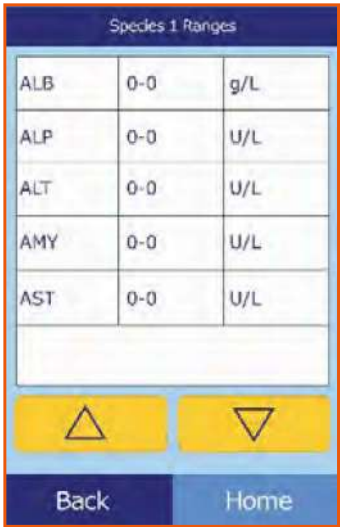 Species 1 Ranges
ALB 0-0 g/L
ALP 0-0 U/L
ALT 0-0 U/L
AMY 0-0 U/L
AST 0-0 U/L
Back Home